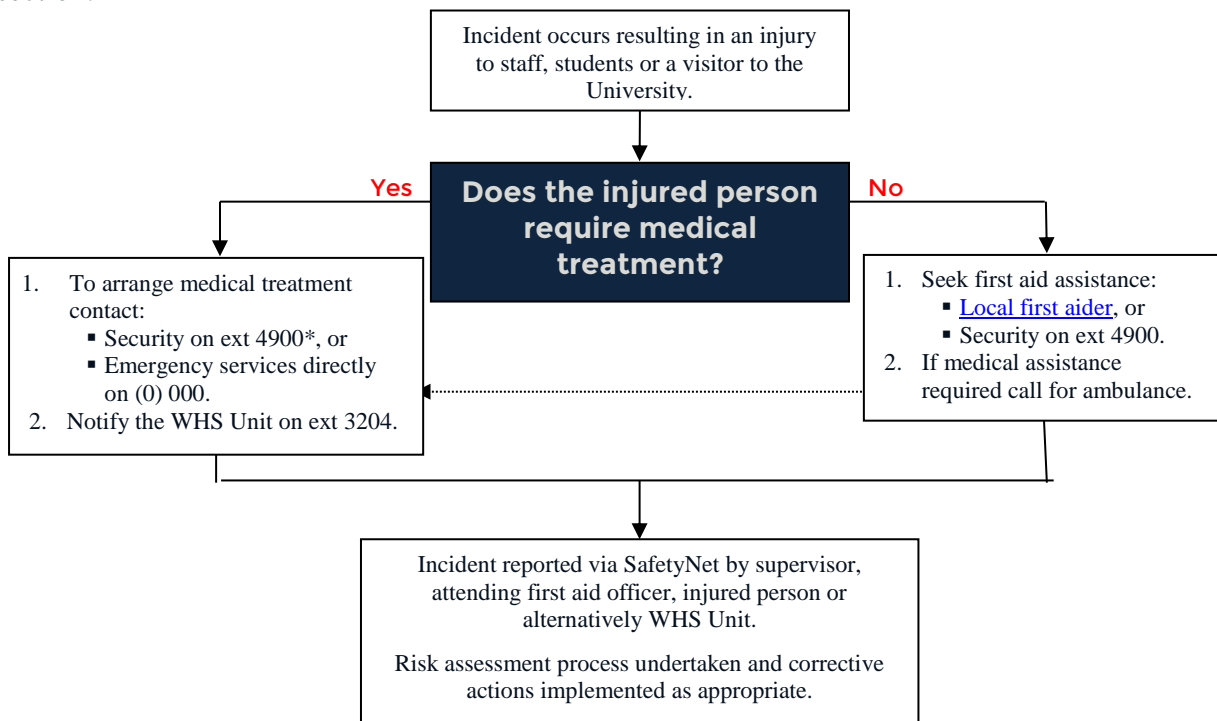 Incident occurs resulting in an injury
to staff, students or a visitor to the
University.
Yes
Does the injured person
require medical
treatment?
No
1. To arrange medical treatment
contact:
▪ Security on ext 4900*, or
▪ Emergency services directly
on (0) 000.
2. Notify the WHS Unit on ext 3204.
1. Seek first aid assistance:
▪ Local first aider, or
▪ Security on ext 4900.
2. If medical assistance
required call for ambulance.
Incident reported via SafetyNet by supervisor,
attending first aid officer, injured person or
alternatively WHS Unit.
Risk assessment process undertaken and corrective
actions implemented as appropriate.